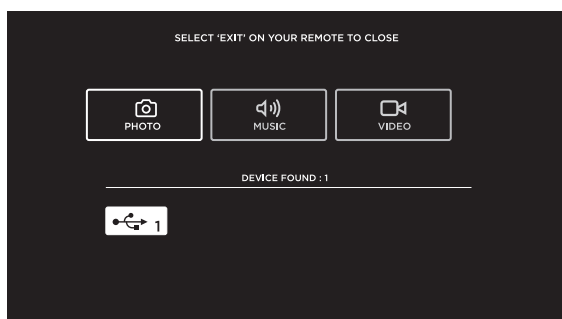 SELECT 'EXIT' ON YOUR REMOTE TO CLOSE
PHOTO
MUSIC
VIDEO
DEVICE FOUND : 1
1